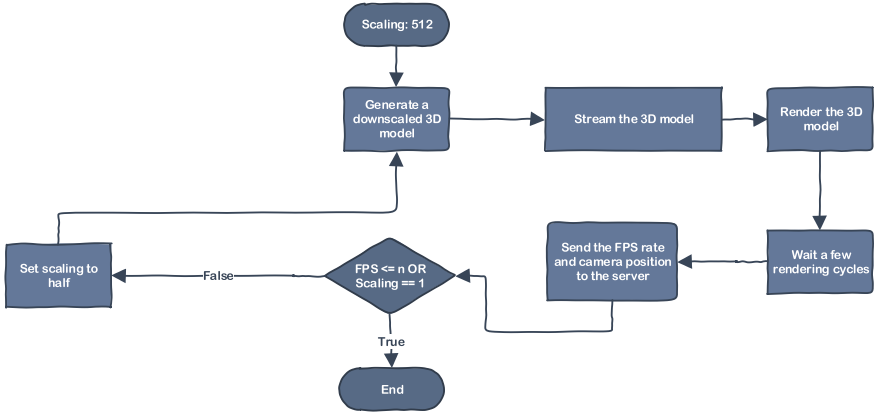 Scaling: 512
Generate a
downscaled 3D
model
Stream the 3D model
Render the 3D
model
Wait a few
rendering cycles
Send the FPS rate
and camera position
to the server
FPS <= n OR
Scaling == 1
False
Set scaling to
half
True
End